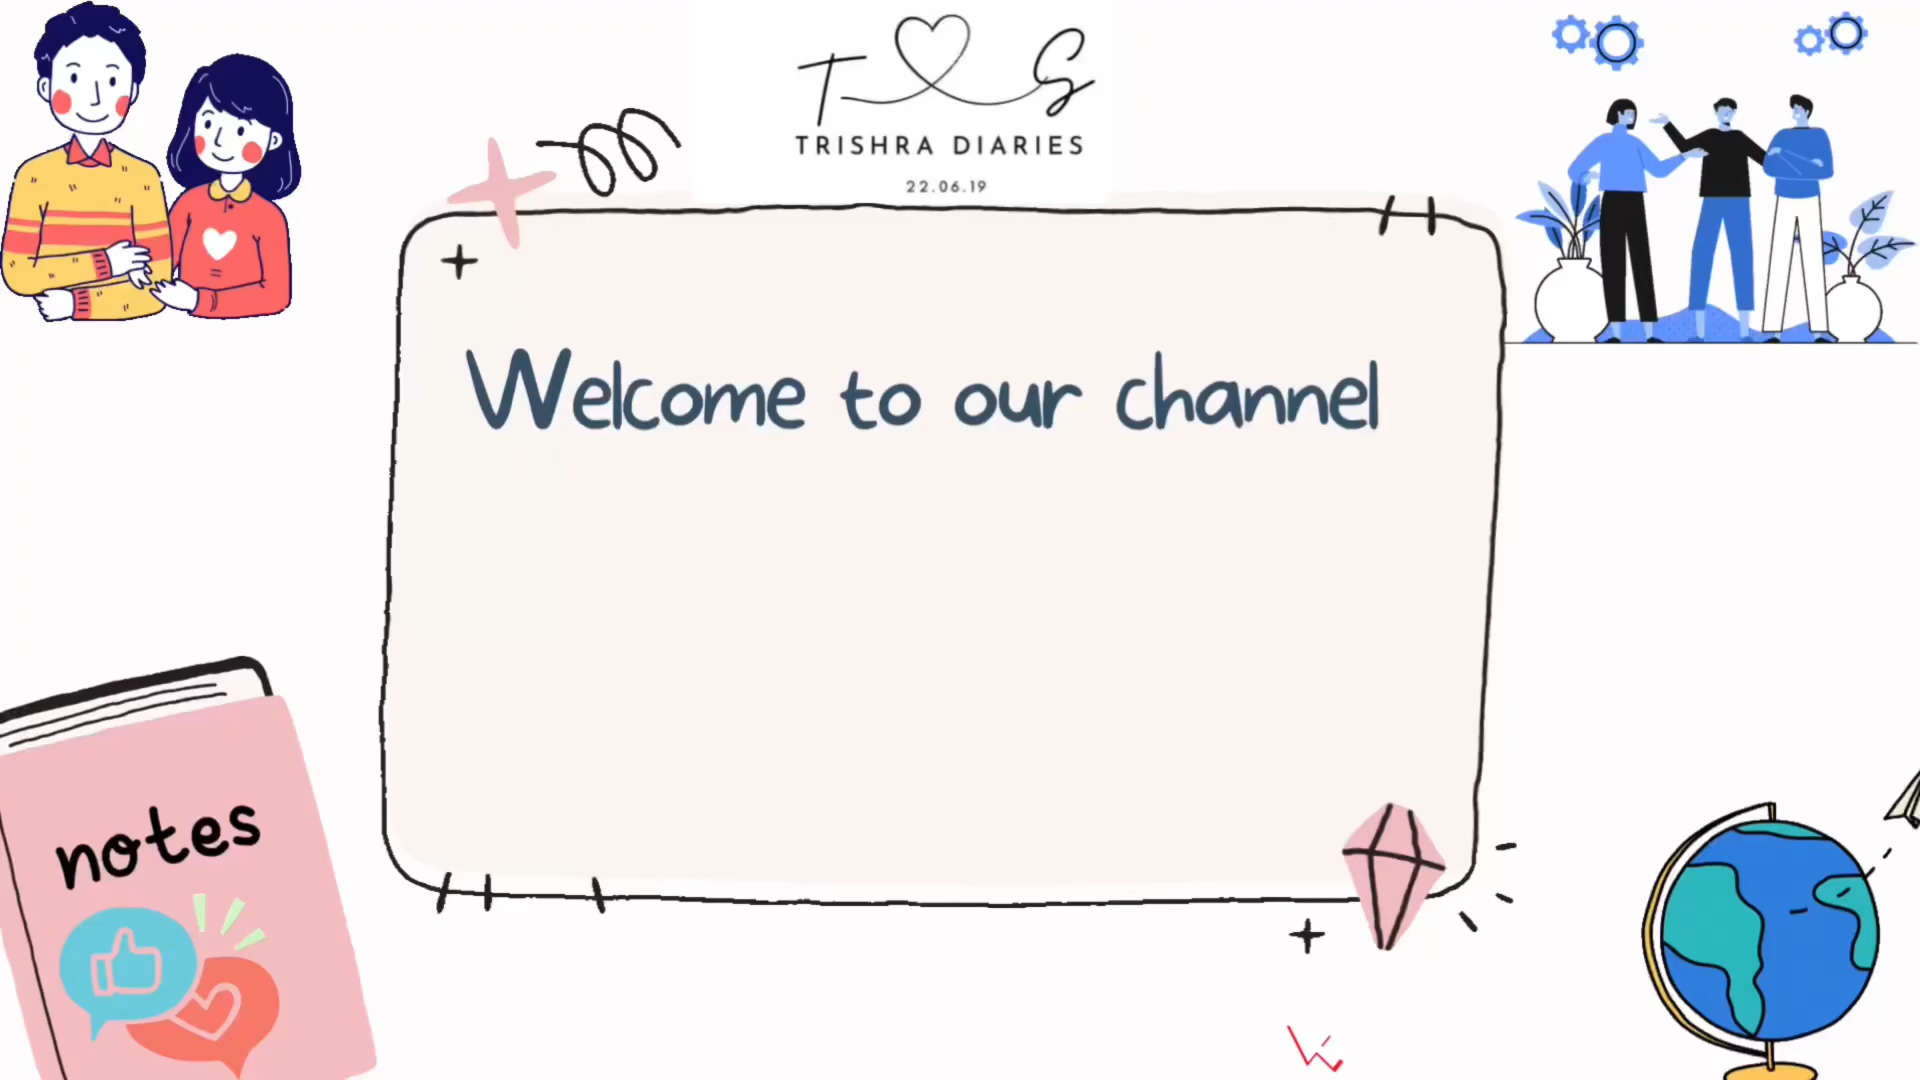 T S
TRISHRA DIARIES
22.06.19
Welcome to our channel
notes